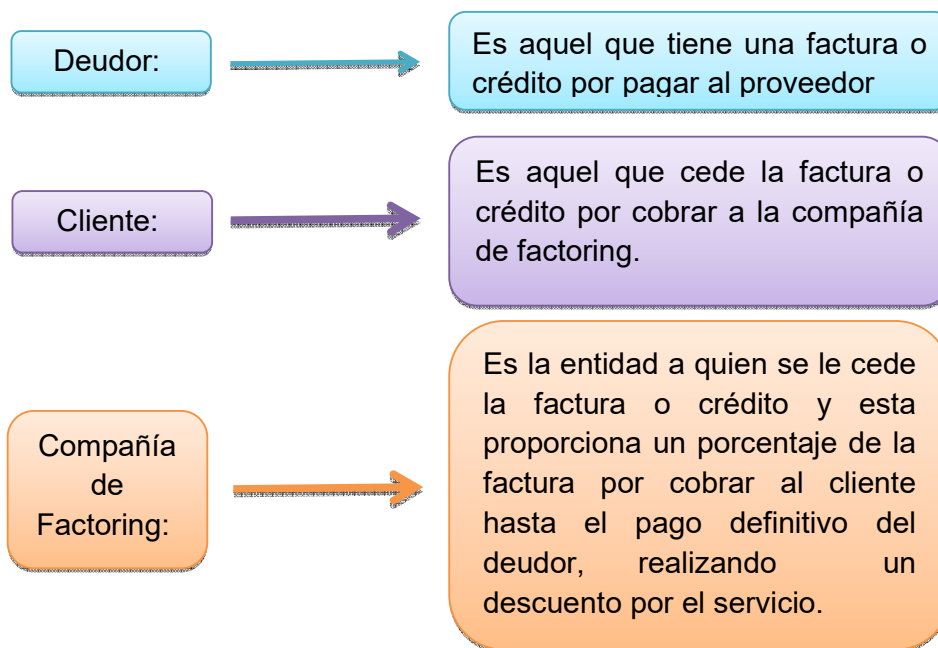 Deudor:
Es aquel que tiene una factura o
crédito por pagar al proveedor
Cliente:
Es aquel que cede la factura o
crédito por cobrar a la compañía
de factoring.
Compañía
de
Factoring:
Es la entidad a quien se le cede
la factura o crédito y esta
proporciona un porcentaje de la
factura por cobrar al cliente
hasta el pago definitivo del
deudor, realizando un
descuento por el servicio.